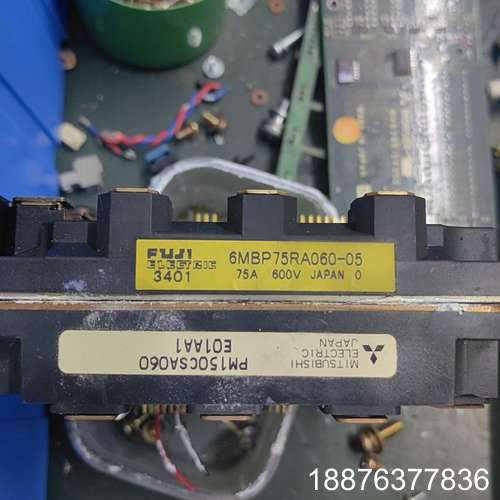 FUJI
ELECTRIC
3401
6MBP75RA060-05
75A 600V JAPAN 0
MITSUBISHI
ELECTRIC
JAPAN
PM150CSA060
E01AA1
18876377836